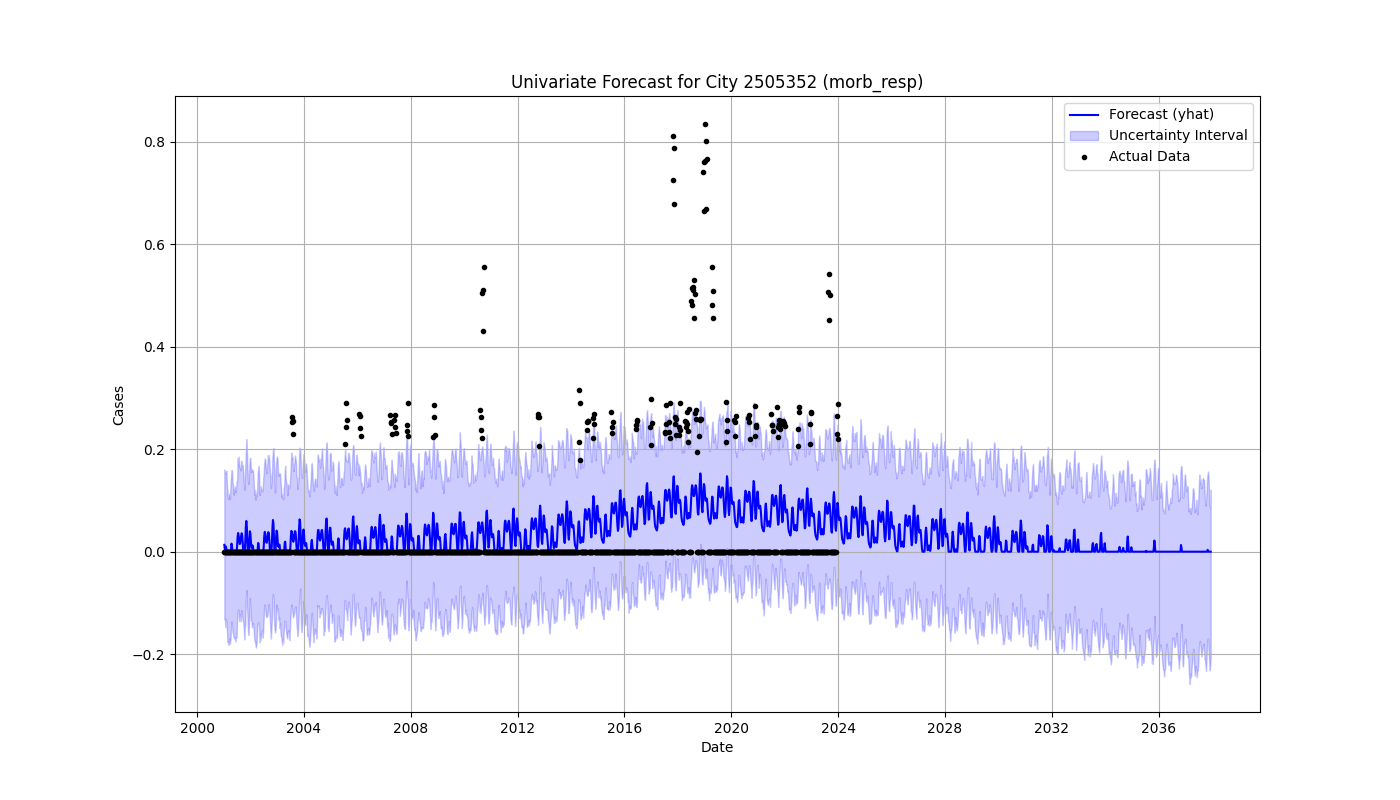 Univariate Forecast for City 2505352 (morb_resp)
Forecast (yhat)
Uncertainty Interval
Actual Data
Cases
0.8
0.6
0.4
0.2
0.0
−0.2
2000 2004 2008 2012 2016 2020 2024 2028 2032 2036
Date